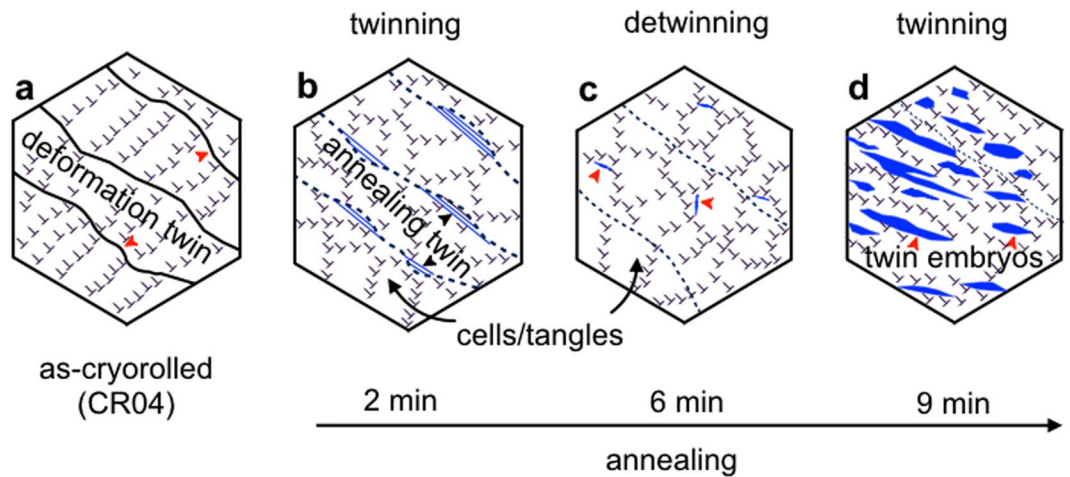 twinning
detwinning
twinning
a
b
c
d
deformation twin
annealing twin
twin embryos
cells/tangles
as-cryorolled
(CR04)
2 min
6 min
9 min
annealing